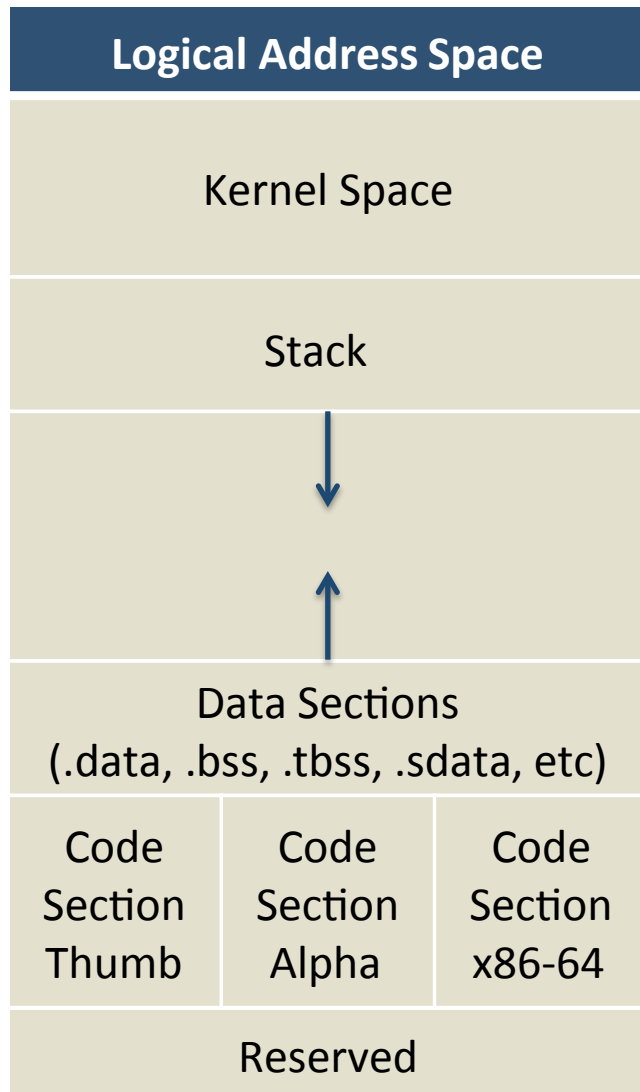 Logical Address Space
Kernel Space
Stack
Data Sections
(.data, .bss, .tbss, .sdata, etc)
Code
Section
Thumb
Code
Section
Alpha
Code
Section
x86-64
Reserved